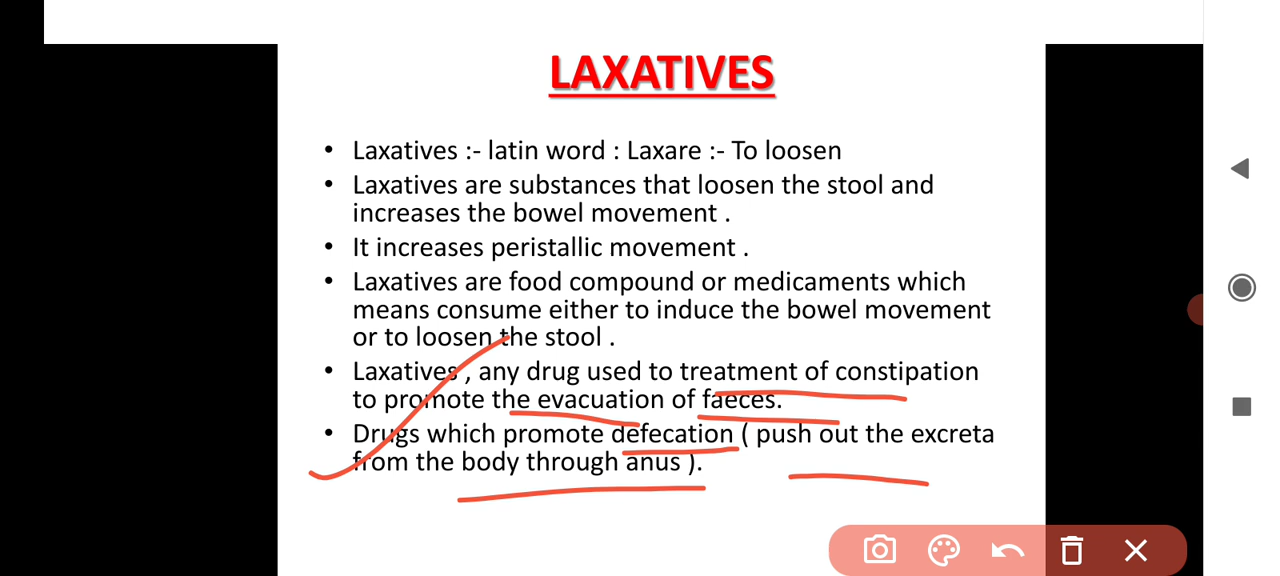 LAXATIVES
• Laxatives :- latin word : Laxare :- To loosen
• Laxatives are substances that loosen the stool and
increases the bowel movement .
• It increases peristallic movement .
• Laxatives are food compound or medicaments which
means consume either to induce the bowel movement
or to loosen the stool .
• Laxatives , any drug used to treatment of constipation
to promote the evacuation of faeces.
• Drugs which promote defecation ( push out the excreta
from the body through anus ).